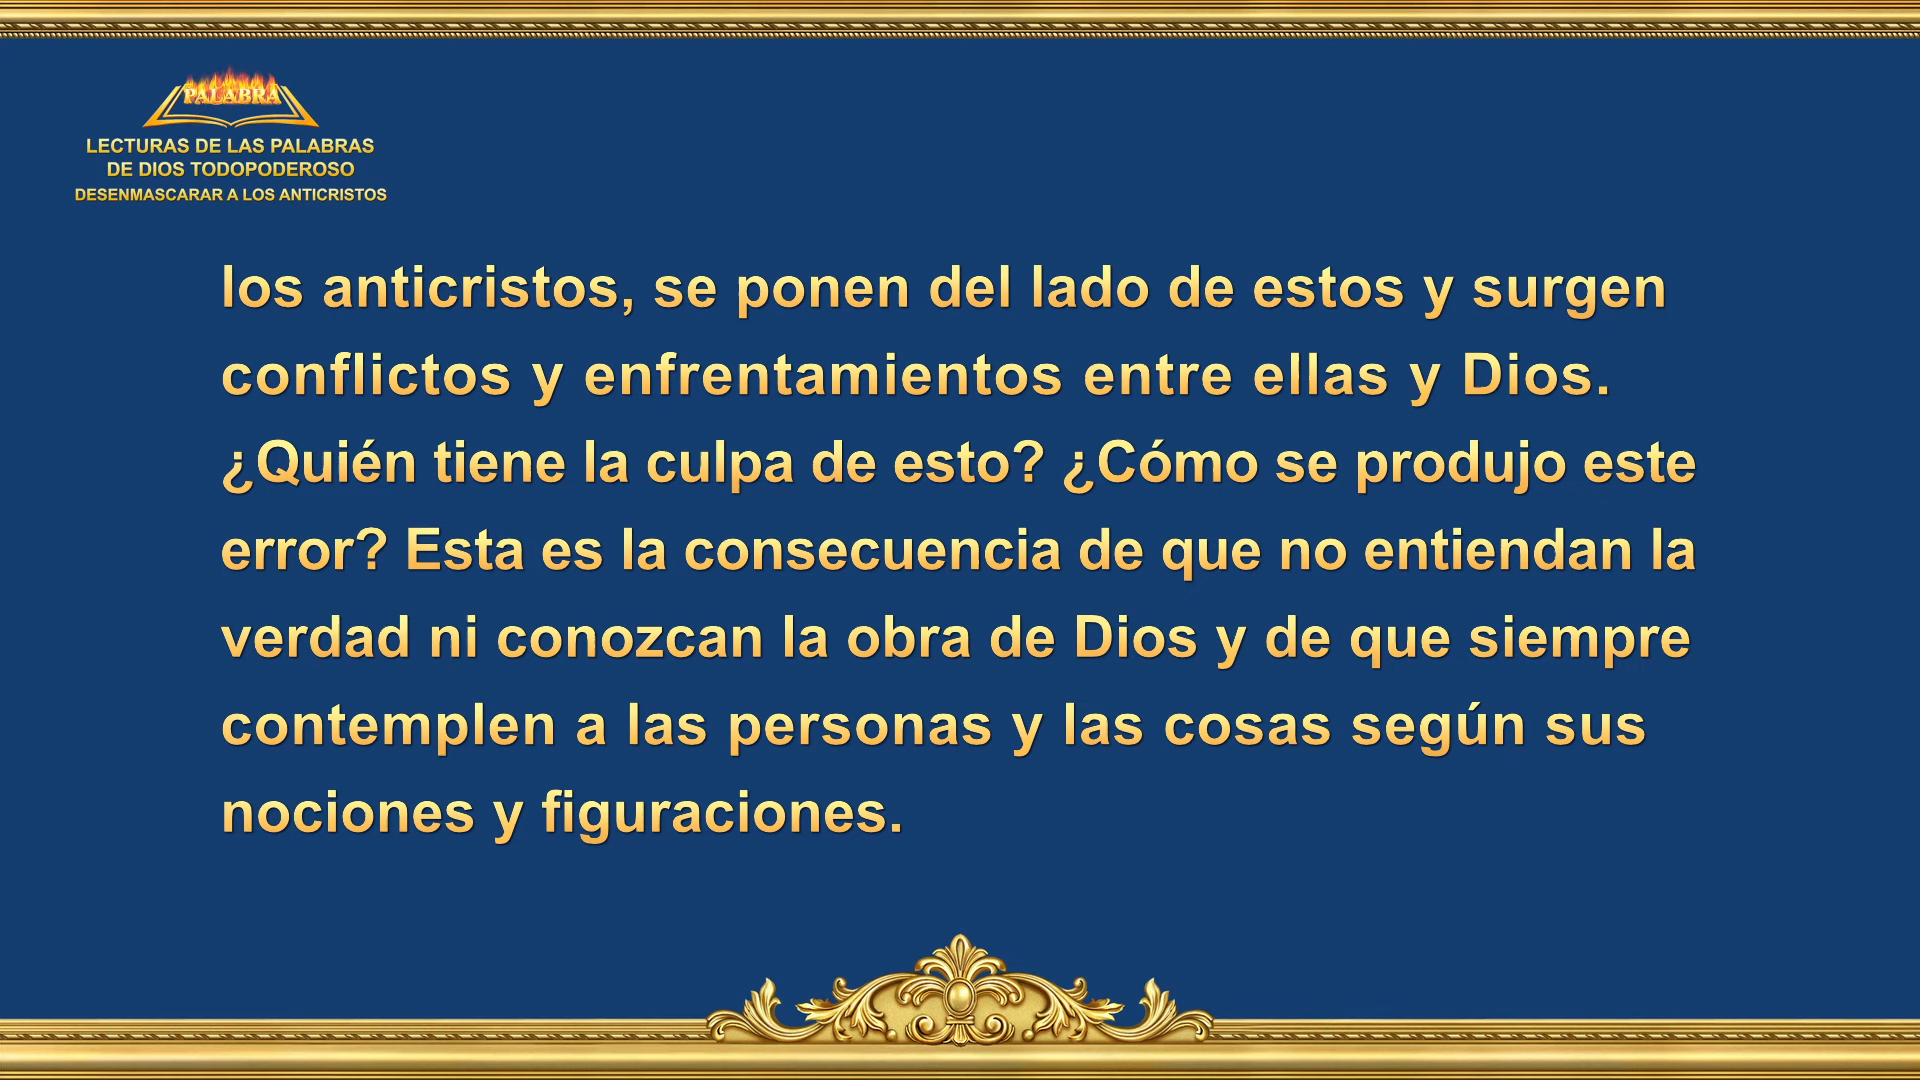 PALABRA
LECTURAS DE LAS PALABRAS
DE DIOS TODOPODEROSO
DESENMASCARAR A LOS ANTICRISTOS
los anticristos, se ponen del lado de estos y surgen
conflictos y enfrentamientos entre ellas y Dios.
¿Quién tiene la culpa de esto? ¿Cómo se produjo este
error? Esta es la consecuencia de que no entiendan la
verdad ni conozcan la obra de Dios y de que siempre
contemplen a las personas y las cosas según sus
nociones y figuraciones.